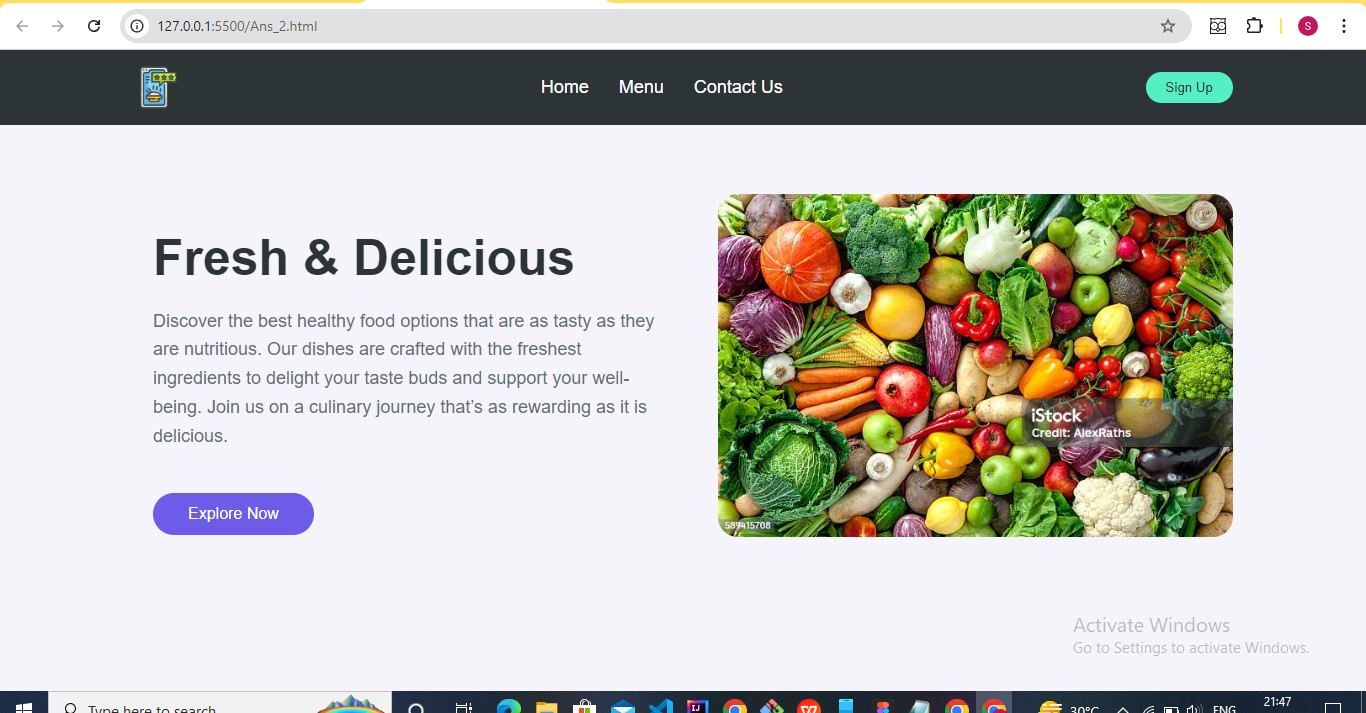 127.0.0.1:5500/Ans_2.html
S
Home Menu Contact Us
Sign Up
Fresh & Delicious
Discover the best healthy food options that are as tasty as they
are nutritious. Our dishes are crafted with the freshest
ingredients to delight your taste buds and support your well-
being. Join us on a culinary journey that’s as rewarding as it is
delicious.
Explore Now
iStock
Credit: AlexRaths
589415708
Activate Windows
Go to Settings to activate Windows.
Type here to search
IJ
30°C
ENG
21:47